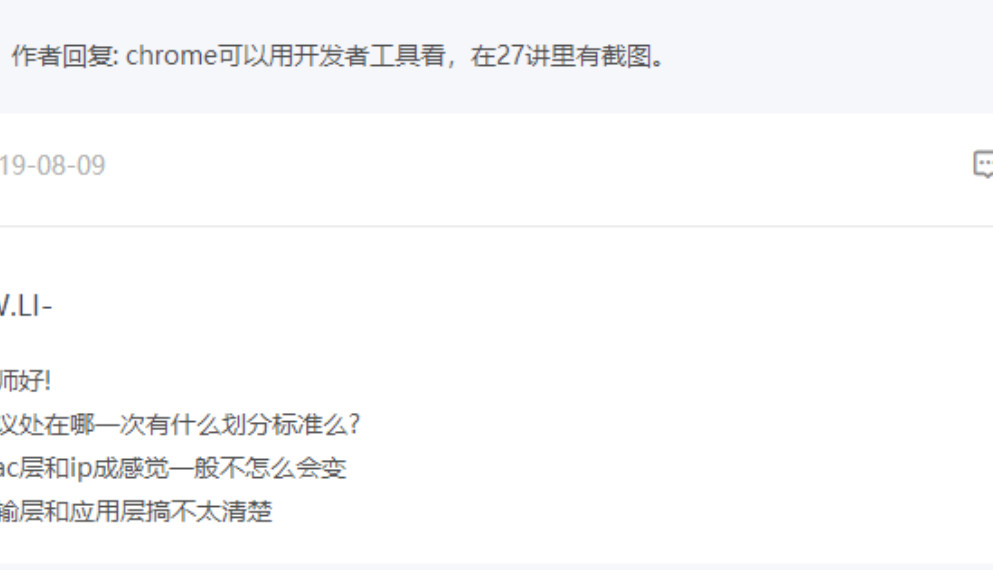 作者回复: chrome可以用开发者工具看，在27讲里有截图。
19-08-09
W.LI-
师好!
议处在哪一次有什么划分标准么?
ac层和ip成感觉一般不怎么会变
输层和应用层搞不太清楚